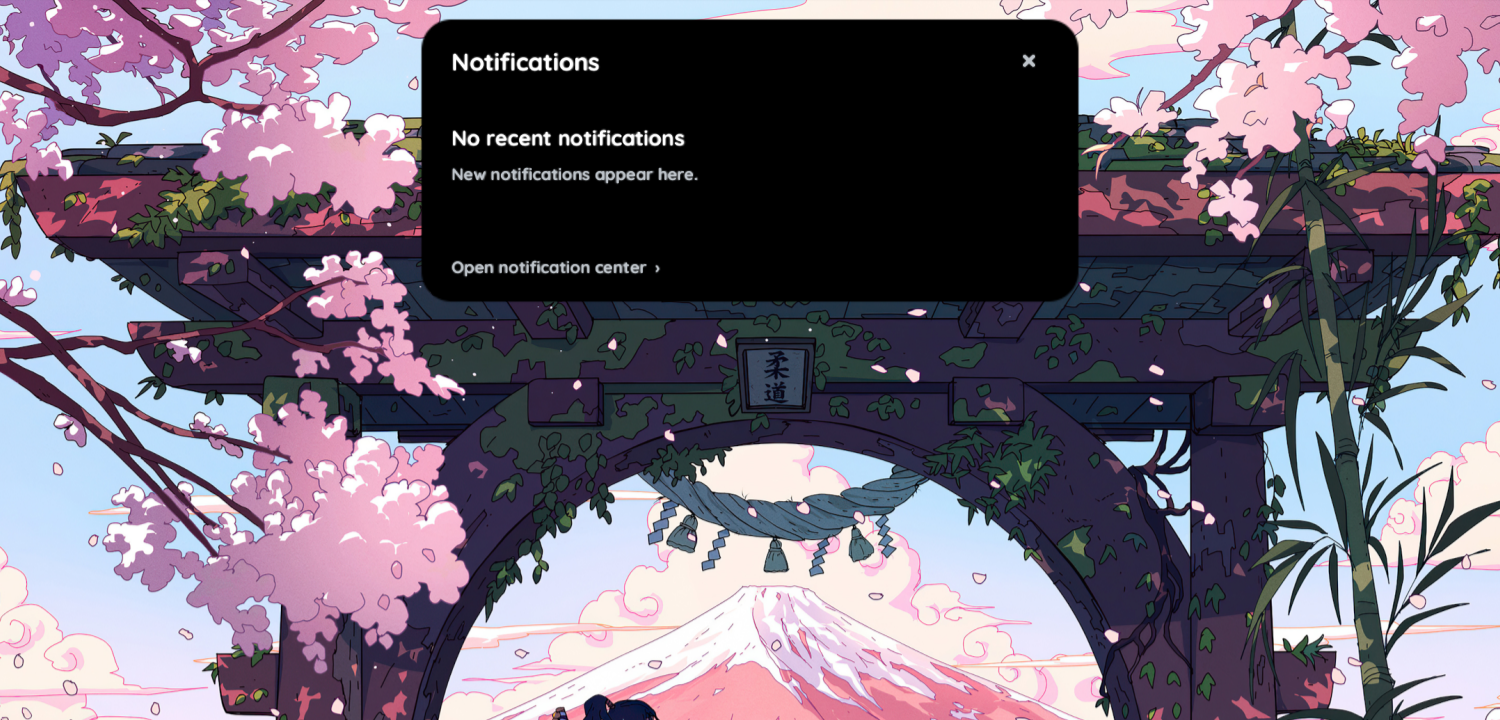 Notifications
No recent notifications
New notifications appear here.
Open notification center ›
柔
道